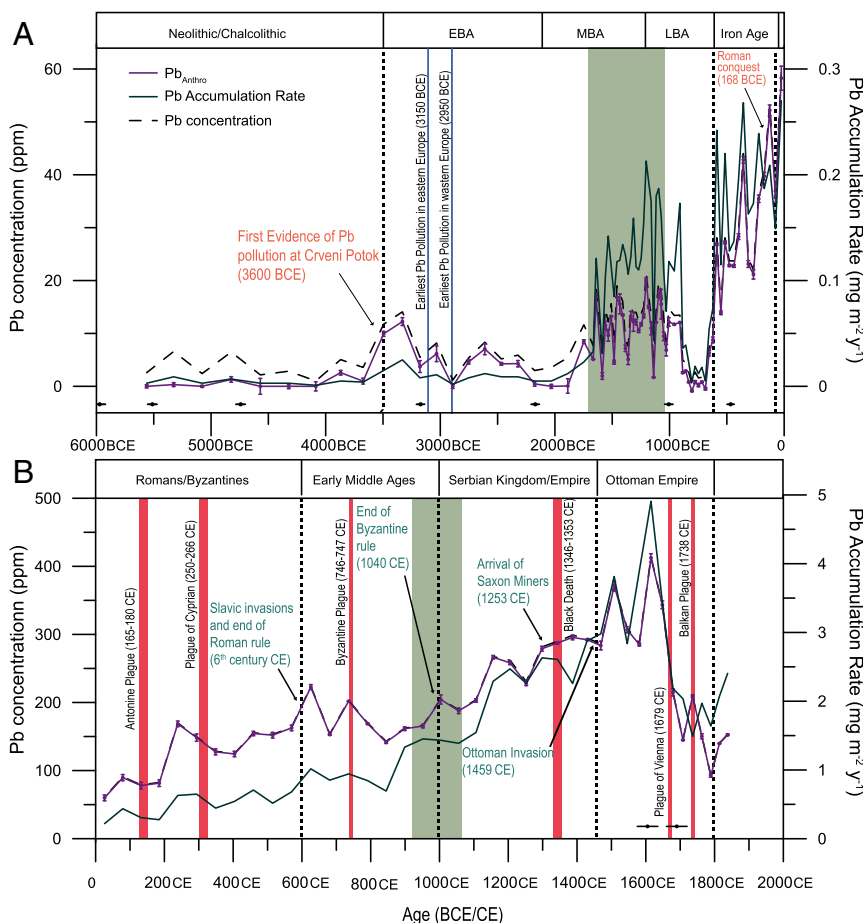 A
Neolithic/Chalcolithic
EBA
MBA
LBA
Iron Age
60
40
20
0
Pb concentrationn (ppm)
Pb Anthro
Pb Accumulation Rate
Pb concentration
First Evidence of Pb
pollution at Crveni Potok
(3600 BCE)
Earliest Pb Pollution in eastern Europe (3150 BCE)
Earliest Pb Pollution in wastern Europe (2950 BCE)
Roman
conquest
(168 BCE)
0.3
0.2
0.1
0
Pb Accumulation
Rate (mg m-2 y-1)
6000BCE
5000BCE
4000BCE
3000BCE
2000BCE
1000BCE
0
B
Romans/Byzantines
Early Middle Ages
Serbian Kingdom/Empire
Ottoman Empire
500
400
300
200
100
0
Pb concentrationn (ppm)
Antonine Plague (165-180 CE)
Plague of Cyprian (250-266 CE)
Slavic invasions
and end of
Roman rule
(6th century CE)
Byzantine Plague (746-747 CE)
End of
Byzantine
rule
(1040 CE)
Arrival of
Saxon Miners
(1253 CE)
Black Death (1346-1353 CE)
Ottoman Invasion
(1459 CE)
Plague of Vienna (1679 CE)
Balkan Plague (1738 CE)
5
4
3
2
1
0
Pb Accumulation
Rate (mg m-2 y-1)
0
200CE
400CE
600CE
800CE
1000CE
1200CE
1400CE
1600CE
1800CE
2000CE
Age (BCE/CE)